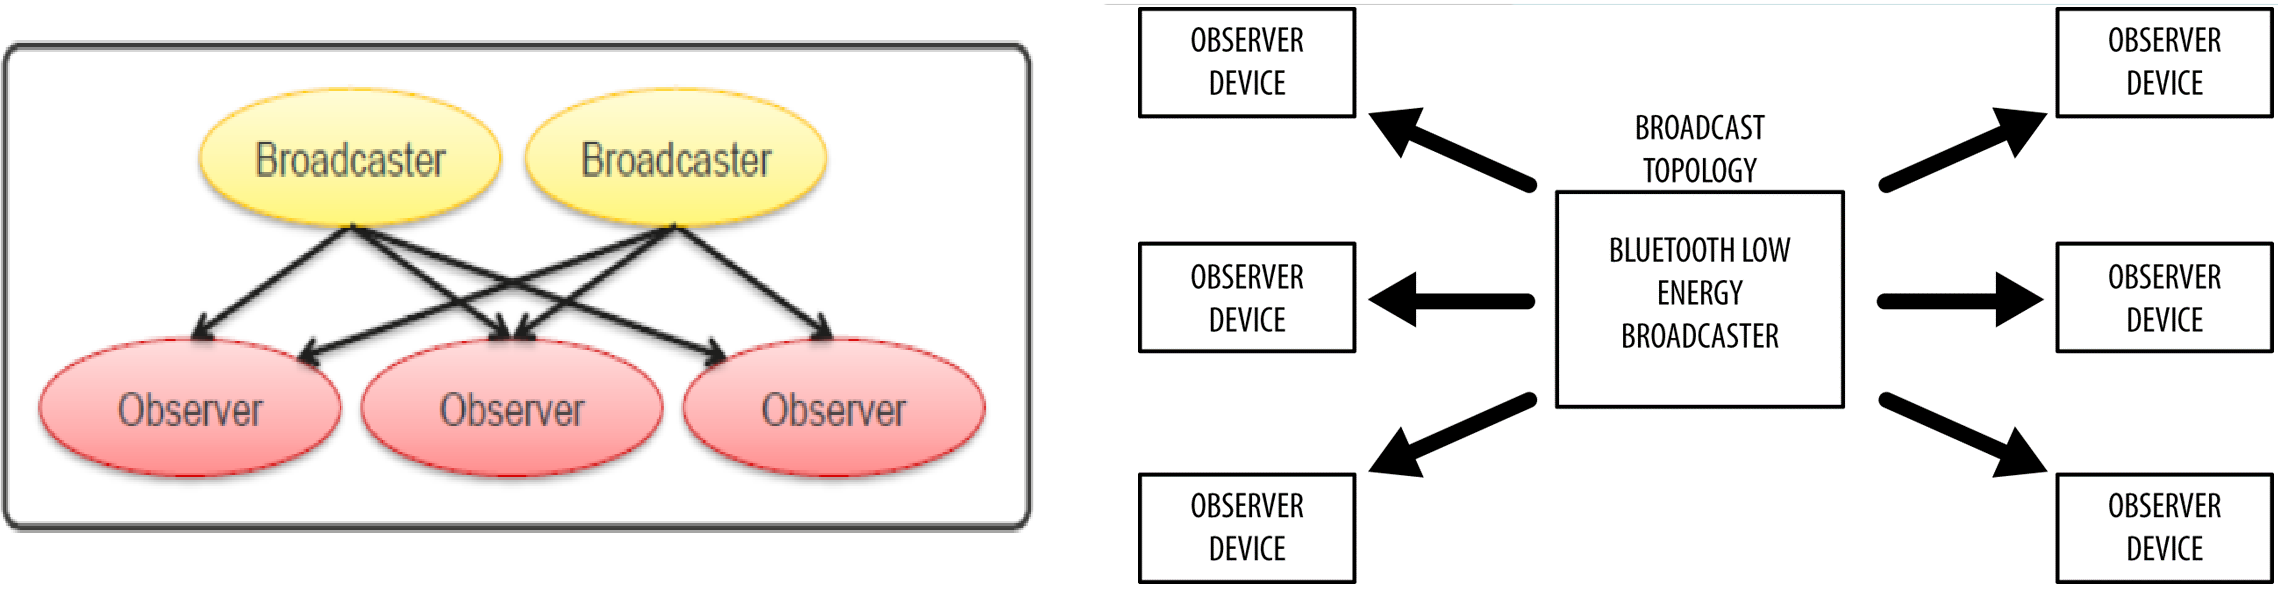 Broadcaster
Broadcaster
Observer
Observer
Observer
OBSERVER
DEVICE
OBSERVER
DEVICE
OBSERVER
DEVICE
BROADCAST
TOPOLOGY
BLUETOOTH LOW
ENERGY
BROADCASTER
OBSERVER
DEVICE
OBSERVER
DEVICE
OBSERVER
DEVICE